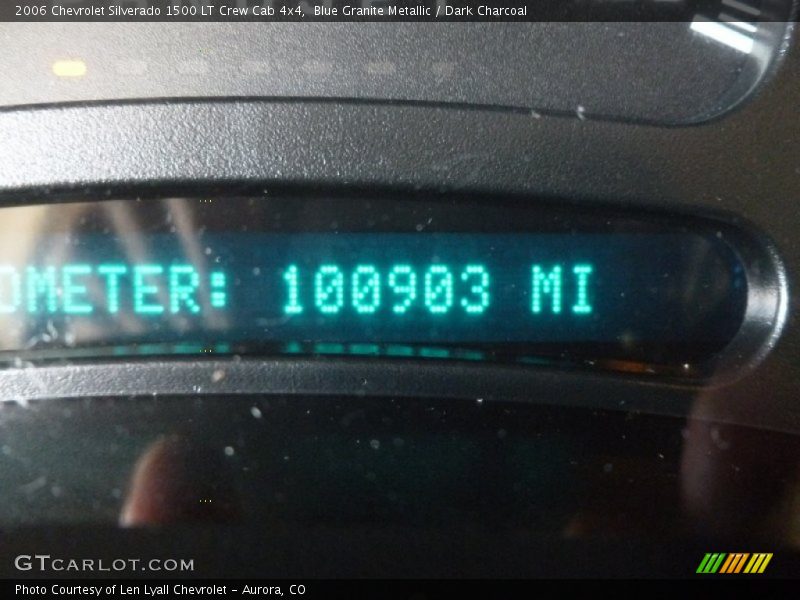 2006 Chevrolet Silverado 1500 LT Crew Cab 4x4, Blue Granite Metallic / Dark Charcoal
OMETER: 100903 MI
GTCARLOT.COM
Photo Courtesy of Len Lyall Chevrolet – Aurora, CO